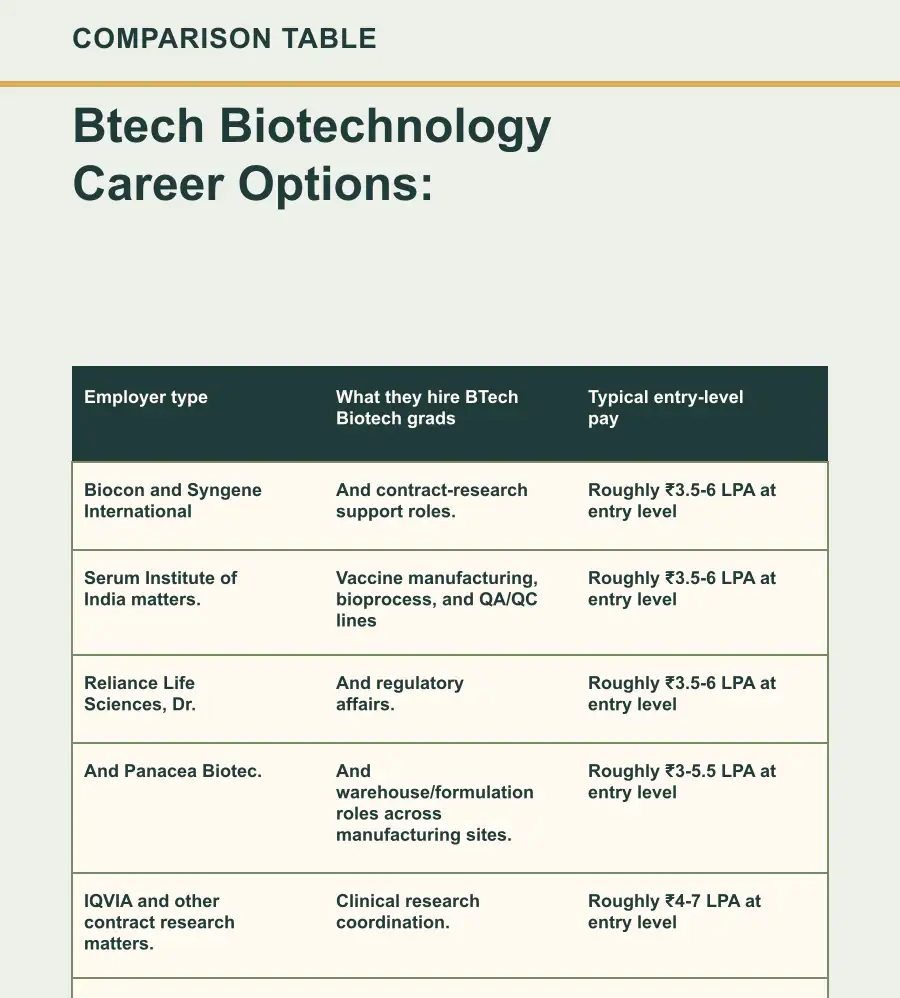 COMPARISON TABLE
Btech Biotechnology
Career Options:
Employer type
What they hire BTech
Biotech grads
Typical entry-level
pay
Biocon and Syngene
International
And contract-research
support roles.
Roughly ₹3.5-6 LPA at
entry level
Serum Institute of
India matters.
Vaccine manufacturing,
bioprocess, and QA/QC
lines
Roughly ₹3.5-6 LPA at
entry level
Reliance Life
Sciences, Dr.
And regulatory
affairs.
Roughly ₹3.5-6 LPA at
entry level
And Panacea Biotec.
And
warehouse/formulation
roles across
manufacturing sites.
Roughly ₹3-5.5 LPA at
entry level
IQVIA and other
contract research
matters.
Clinical research
coordination.
Roughly ₹4-7 LPA at
entry level